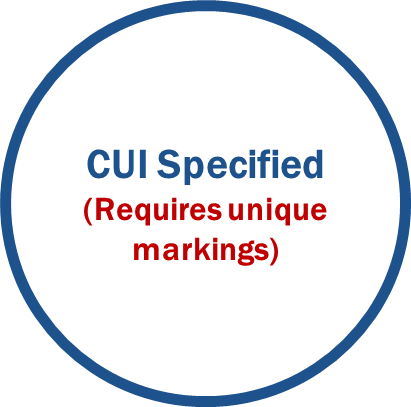 CUI Specified
(Requires unique
markings)